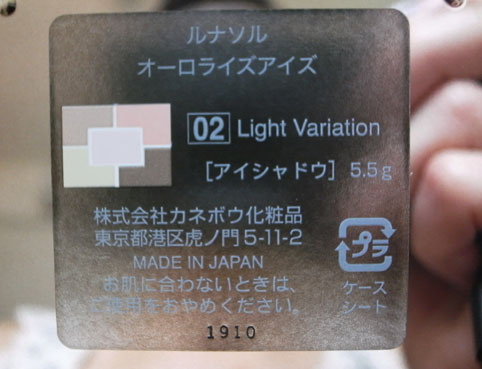 ルナソル
オーロライズアイズ
02 Light Variation
[アイシャドウ] 5.5g
株式会社カネボウ化粧品
東京都港区虎ノ門5-11-2
MADE IN JAPAN
お肌に合わないときは、
ご使用をおやめください。
プラ
ケース
シート
1910